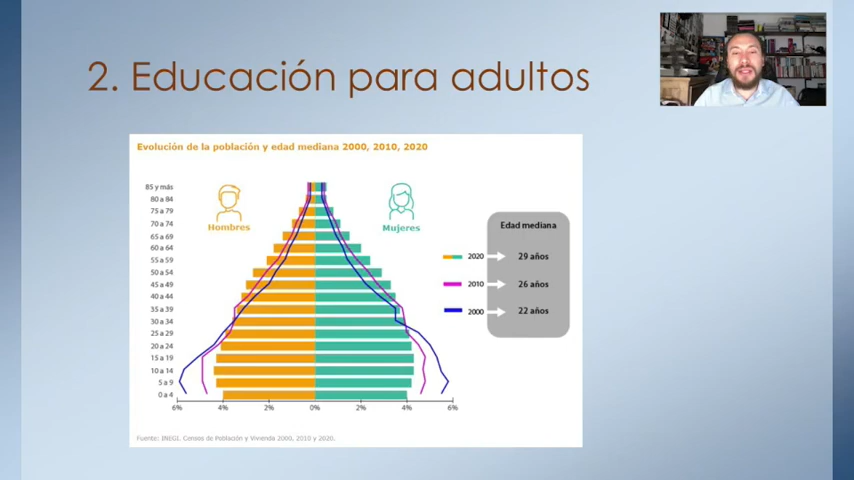 2. Educación para adultos
Evolución de la población y edad mediana 2000, 2010, 2020
Hombres
Mujeres
85 y más
80 a 84
75 a 79
70 a 74
65 a 69
60 a 64
55 a 59
50 a 54
45 a 49
40 a 44
35 a 39
30 a 34
25 a 29
20 a 24
15 a 19
10 a 14
5 a 9
0 a 4
6% 4% 2% 0% 2% 4% 6%
Edad mediana
2020 29 años
2010 26 años
2000 22 años
Fuente: INEGI. Censos de Población y Vivienda 2000, 2010 y 2020.